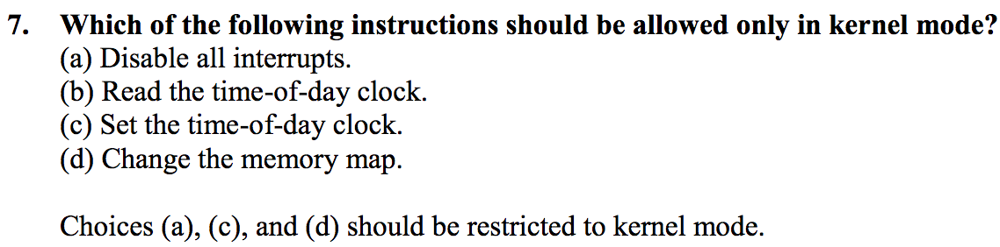 7. Which of the following instructions should be allowed only in kernel mode?
(a) Disable all interrupts.
(b) Read the time-of-day clock.
(c) Set the time-of-day clock.
(d) Change the memory map.
Choices (a), (c), and (d) should be restricted to kernel mode.